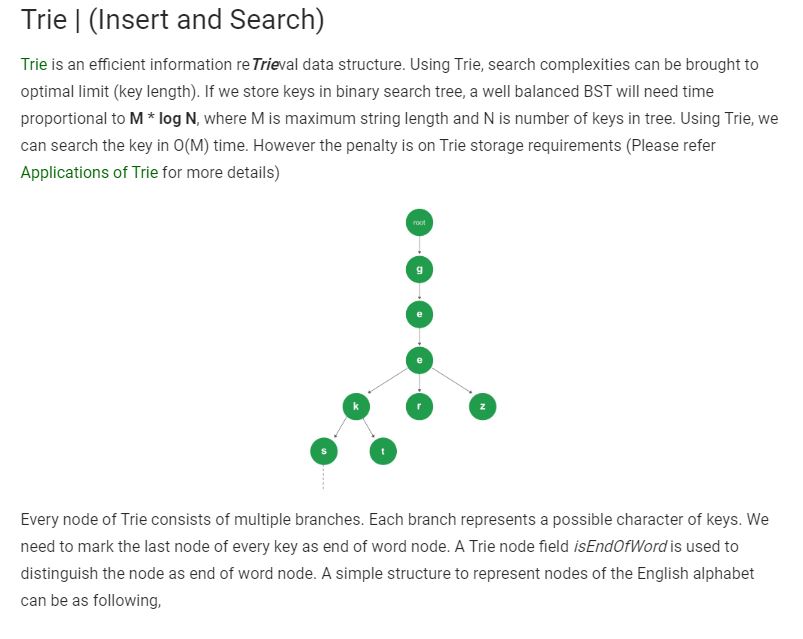 Trie | (Insert and Search)
Trie is an efficient information reTrieval data structure. Using Trie, search complexities can be brought to
optimal limit (key length). If we store keys in binary search tree, a well balanced BST will need time
proportional to M * log N, where M is maximum string length and N is number of keys in tree. Using Trie, we
can search the key in O(M) time. However the penalty is on Trie storage requirements (Please refer
Applications of Trie for more details)
root
g
e
e
k r z
s t
Every node of Trie consists of multiple branches. Each branch represents a possible character of keys. We
need to mark the last node of every key as end of word node. A Trie node field isEndOfWord is used to
distinguish the node as end of word node. A simple structure to represent nodes of the English alphabet
can be as following,